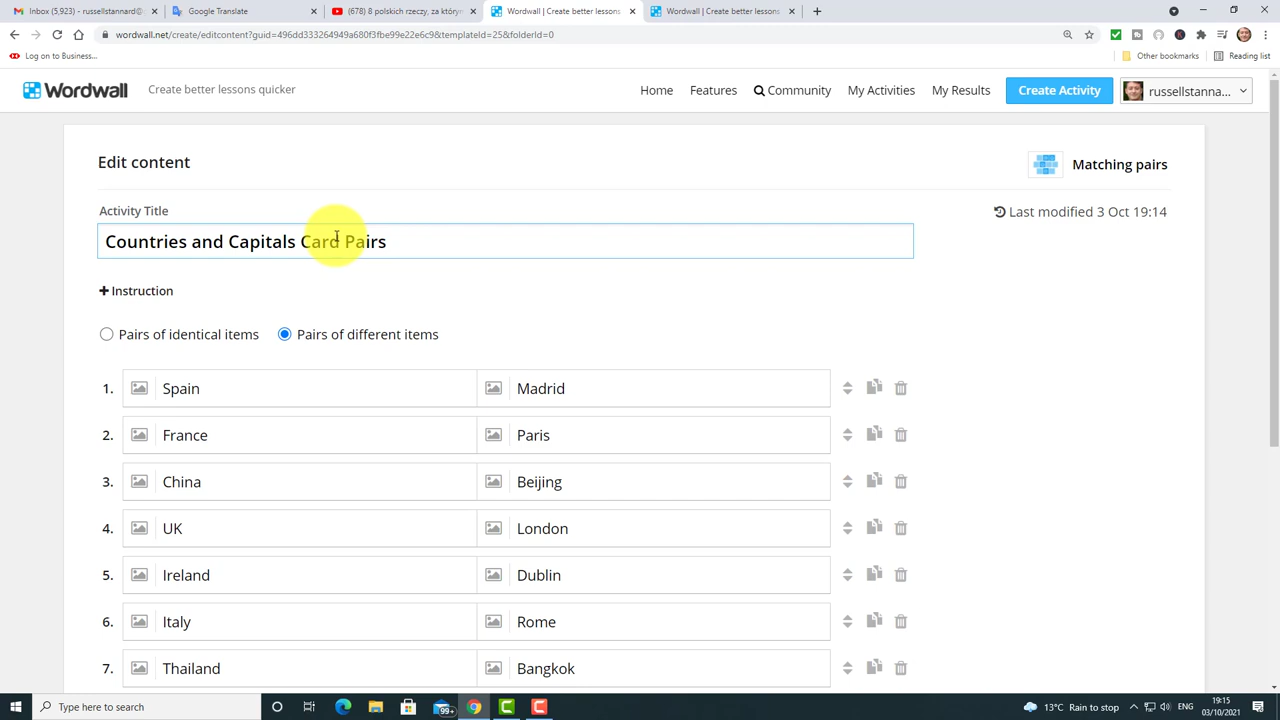 Inbox (5,923) - russellstannard@
Google Translate
(678) 8 polskich rzeczy, za którym
Wordwall | Create better lessons
Wordwall | Create better lessons
wordwall.net/create/editcontent?guid=496dd333264949a680f3fbe99e22e6c9&templateId=25&folderId=0
Log on to Business...
Other bookmarks
Reading list
Wordwall
Create better lessons quicker
Home
Features
Community
My Activities
My Results
Create Activity
russellstanna...
Edit content
Matching pairs
Activity Title
Last modified 3 Oct 19:14
Countries and Capitals Card Pairs
+ Instruction
Pairs of identical items
Pairs of different items
1. Spain Madrid
2. France Paris
3. China Beijing
4. UK London
5. Ireland Dublin
6. Italy Rome
7. Thailand Bangkok
Type here to search
99+
13°C Rain to stop
ENG
19:15
03/10/2021